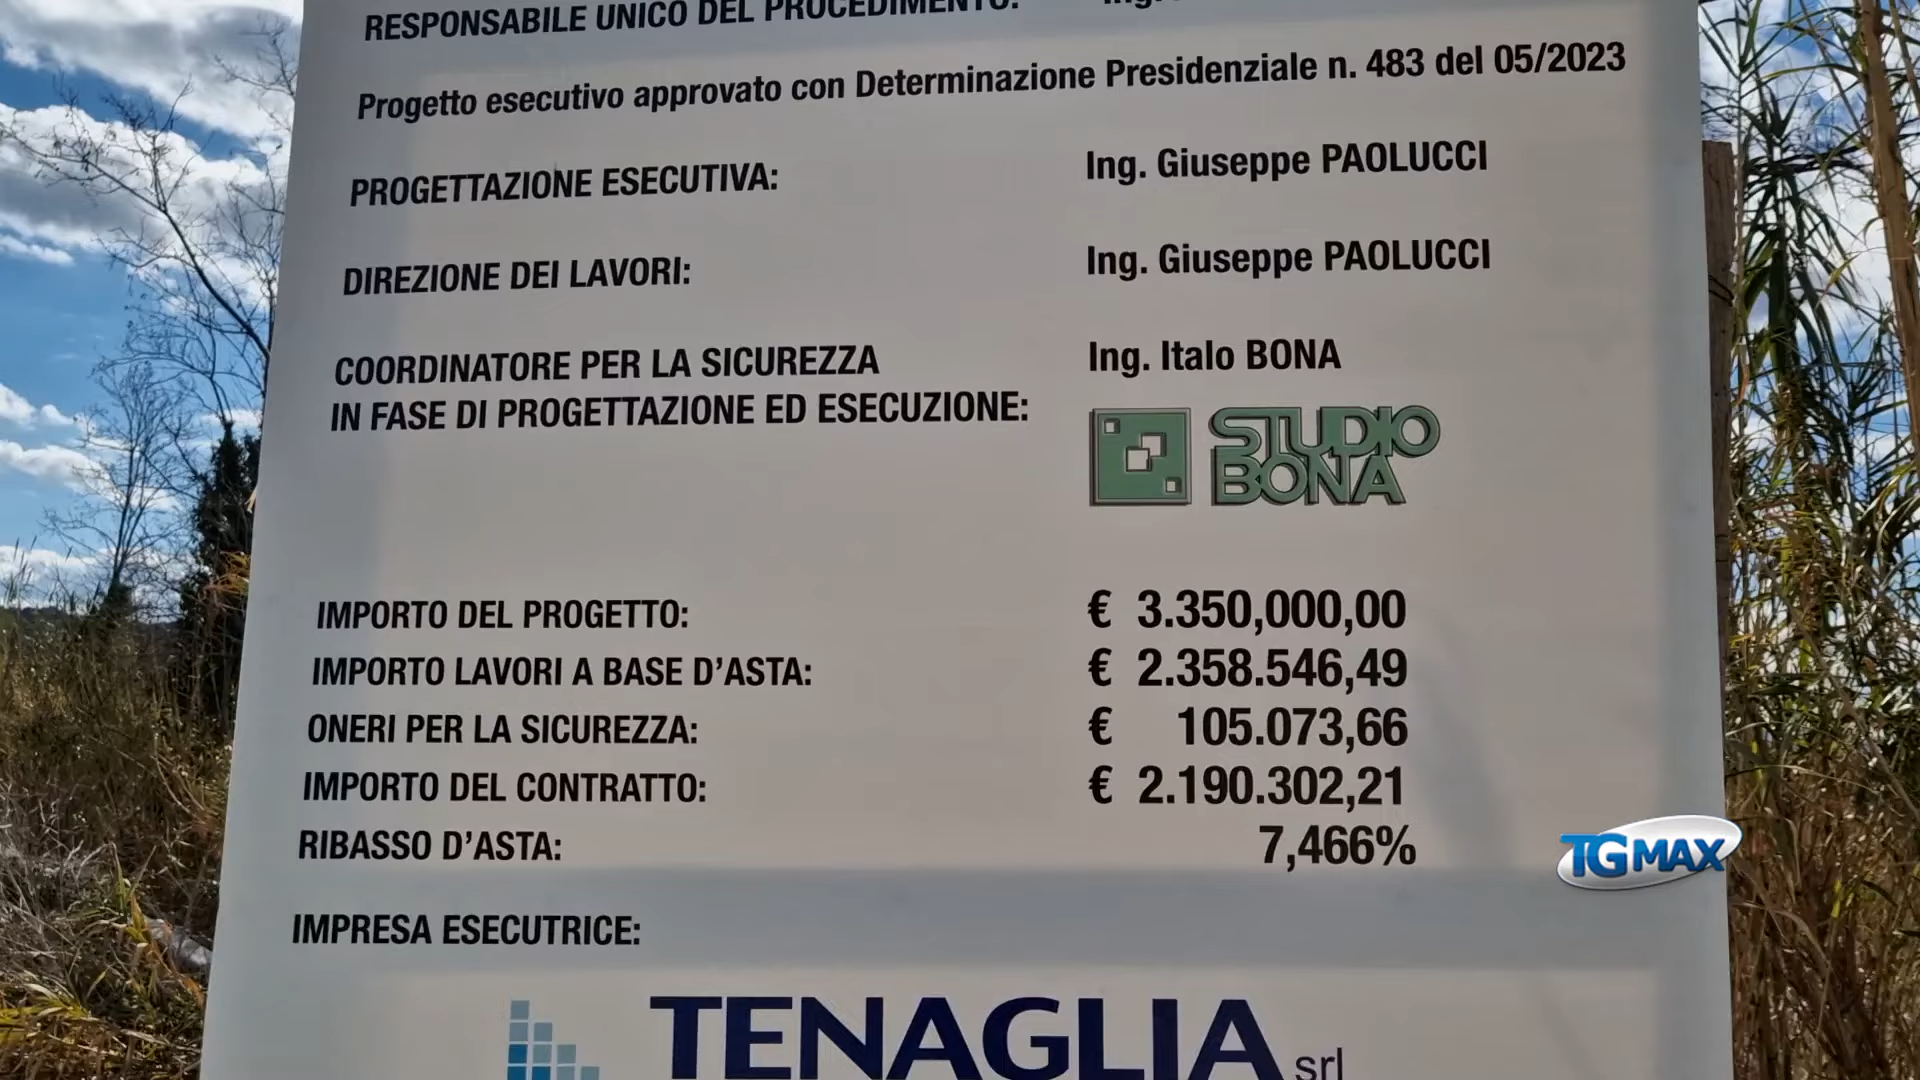 RESPONSABILE UNICO DEL PROCEDIMENTO: Ing.
Progetto esecutivo approvato con Determinazione Presidenziale n. 483 del 05/2023
PROGETTAZIONE ESECUTIVA: Ing. Giuseppe PAOLUCCI
DIREZIONE DEI LAVORI: Ing. Giuseppe PAOLUCCI
COORDINATORE PER LA SICUREZZA Ing. Italo BONA
IN FASE DI PROGETTAZIONE ED ESECUZIONE:
STUDIO
BONA
IMPORTO DEL PROGETTO: € 3.350,000,00
IMPORTO LAVORI A BASE D'ASTA: € 2.358.546,49
ONERI PER LA SICUREZZA: € 105.073,66
IMPORTO DEL CONTRATTO: € 2.190.302,21
RIBASSO D'ASTA: 7,466%
TGMAX
IMPRESA ESECUTRICE:
TENAGLIA srl